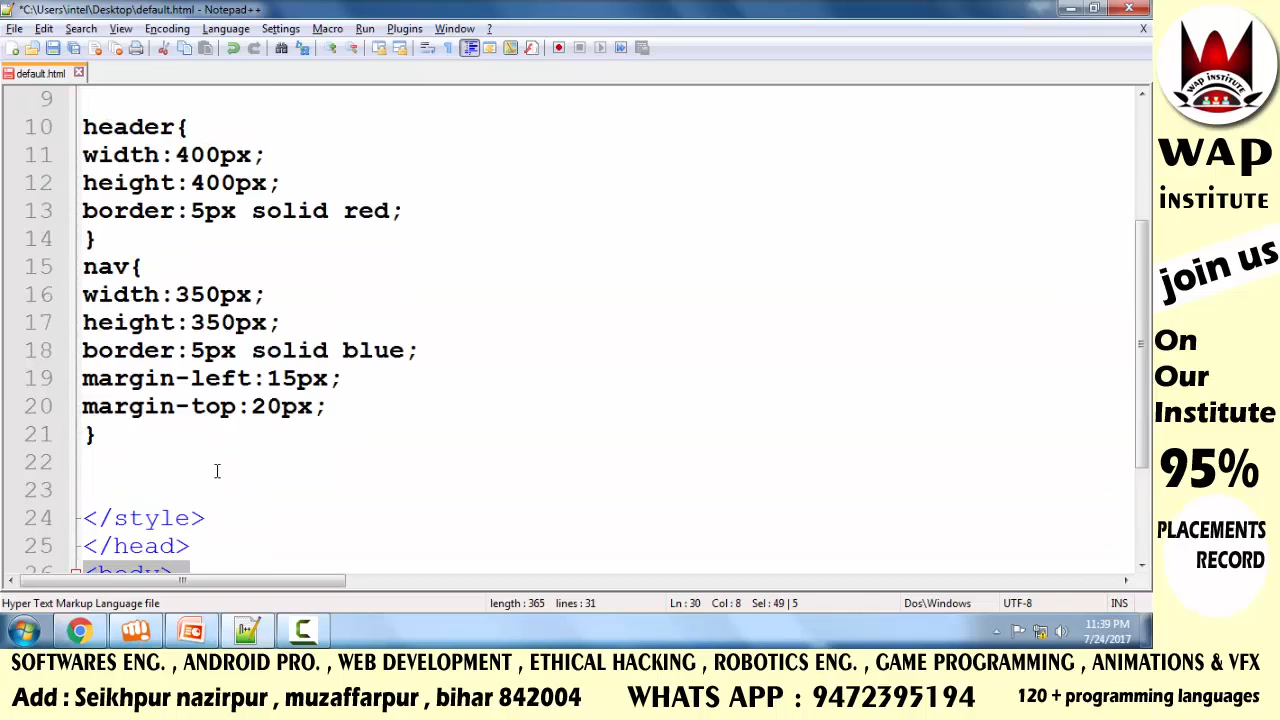 *C:\Users\intel\Desktop\default.html - Notepad++
File Edit Search View Encoding Language Settings Macro Run Plugins Window ? X
default.html
9
10 header{
11 width:400px;
12 height:400px;
13 border:5px solid red;
14 }
15 nav{
16 width:350px;
17 height:350px;
18 border:5px solid blue;
19 margin-left:15px;
20 margin-top:20px;
21 }
22
23
24 </style>
25 </head>
26 <body>
Hyper Text Markup Language file length : 365 lines : 31 Ln : 30 Col : 8 Sel : 49 | 5 Dos\Windows UTF-8 INS
11:39 PM
7/24/2017
WAP INSTITUTE
WAP
INSTITUTE
join us
On
Our
Institute
95%
PLACEMENTS
RECORD
SOFTWARES ENG. , ANDROID PRO. , WEB DEVELOPMENT , ETHICAL HACKING , ROBOTICS ENG. , GAME PROGRAMMING , ANIMATIONS & VFX
Add : Seikhpur nazirpur , muzaffarpur , bihar 842004 WHATS APP : 9472395194 120 + programming languages